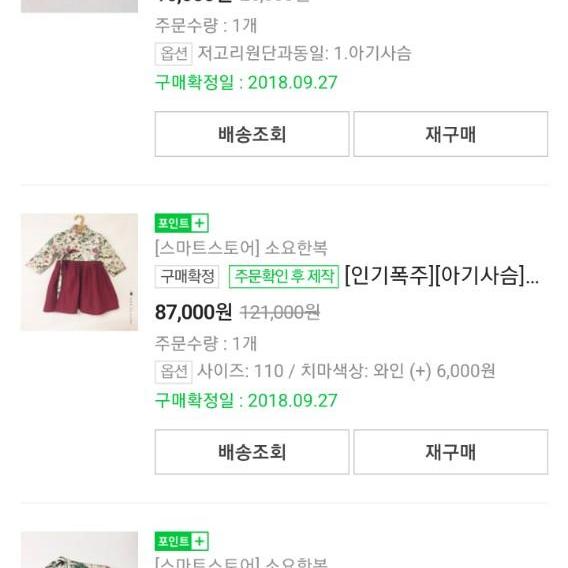 주문수량 : 1개
옵션 저고리원단과동일: 1.아기사슴
구매확정일 : 2018.09.27
배송조회 재구매
포인트 +
[스마트스토어] 소요한복
구매확정 주문확인 후 제작 [인기폭주][아기사슴]...
87,000원 121,000원
주문수량 : 1개
옵션 사이즈: 110 / 치마색상: 와인 (+) 6,000원
구매확정일 : 2018.09.27
배송조회 재구매
포인트 +
[스마트스토어] 소요한복